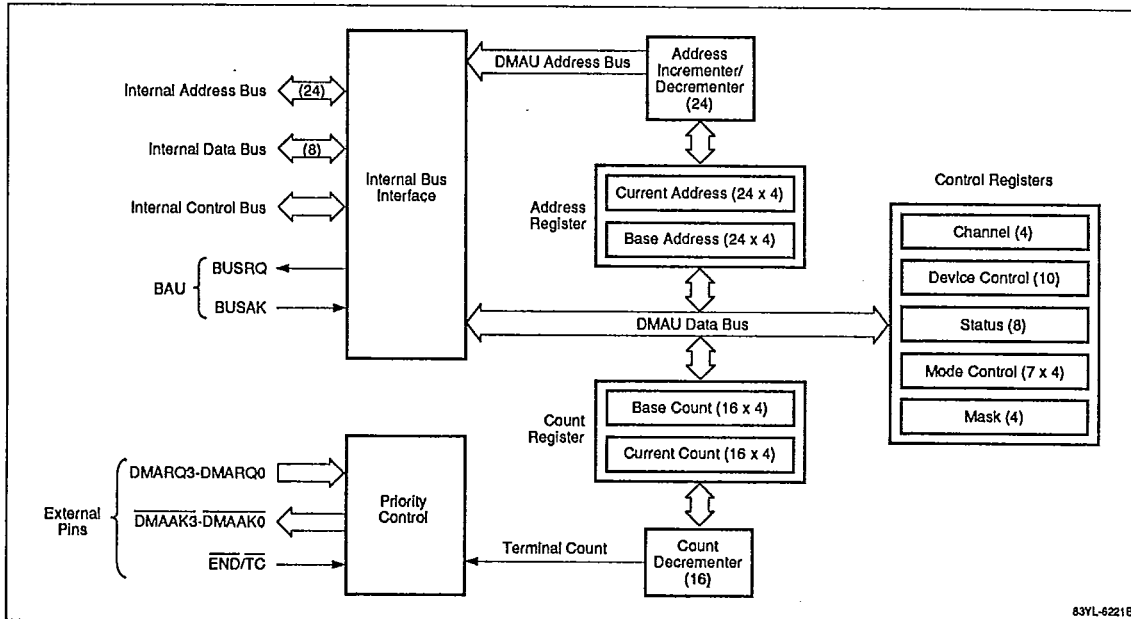 DMAU Address Bus
Address
Incrementer/
Decrementer
(24)
Internal Address Bus
(24)
Internal Data Bus
(8)
Internal Control Bus
Internal Bus
Interface
BAU
BUSRQ
BUSAK
Address
Register
Current Address (24 x 4)
Base Address (24 x 4)
Control Registers
Channel (4)
Device Control (10)
Status (8)
Mode Control (7 x 4)
Mask (4)
DMAU Data Bus
Count
Register
Base Count (16 x 4)
Current Count (16 x 4)
External
Pins
DMARQ3-DMARQ0
DMAAK3-DMAAK0
END/TC
Priority
Control
Terminal Count
Count
Decrementer
(16)
83YL-6221B